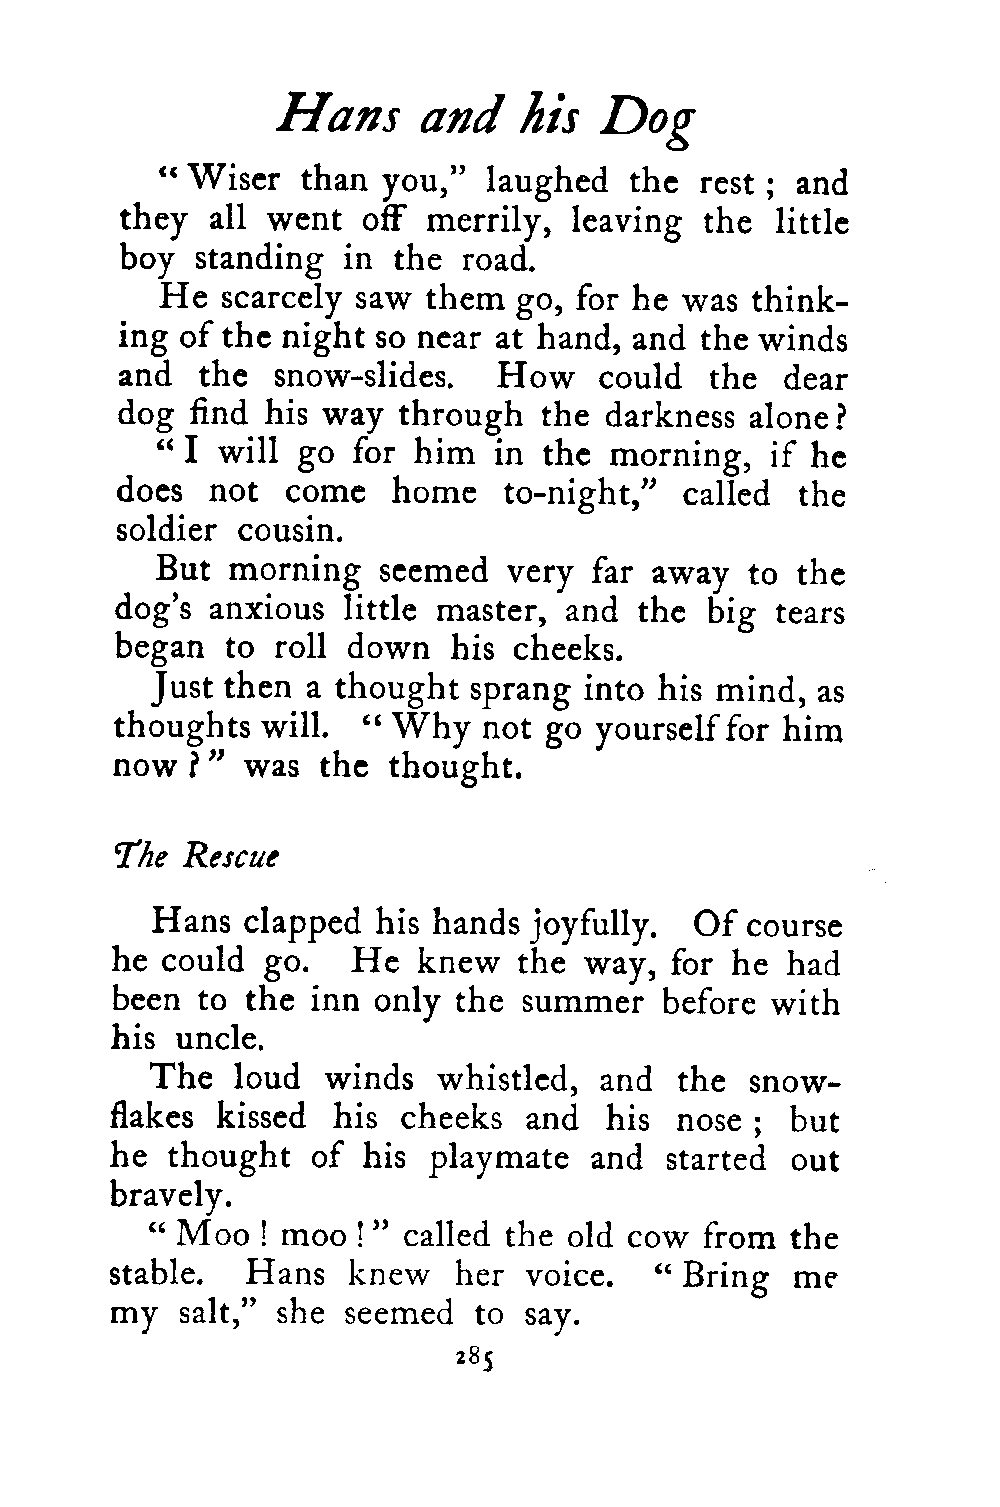 Hans and his Dog
“ Wiser than you,” laughed the rest ; and
they all went off merrily, leaving the little
boy standing in the road.
He scarcely saw them go, for he was think-
ing of the night so near at hand, and the winds
and the snow-slides. How could the dear
dog find his way through the darkness alone?
“ I will go for him in the morning, if he
does not come home to-night,” called the
soldier cousin.
But morning seemed very far away to the
dog’s anxious little master, and the big tears
began to roll down his cheeks.
Just then a thought sprang into his mind, as
thoughts will. “ Why not go yourself for him
now ? ” was the thought.
The Rescue
Hans clapped his hands joyfully. Of course
he could go. He knew the way, for he had
been to the inn only the summer before with
his uncle.
The loud winds whistled, and the snow-
flakes kissed his cheeks and his nose ; but
he thought of his playmate and started out
bravely.
“ Moo ! moo ! ” called the old cow from the
stable. Hans knew her voice. “ Bring me
my salt,” she seemed to say.
285